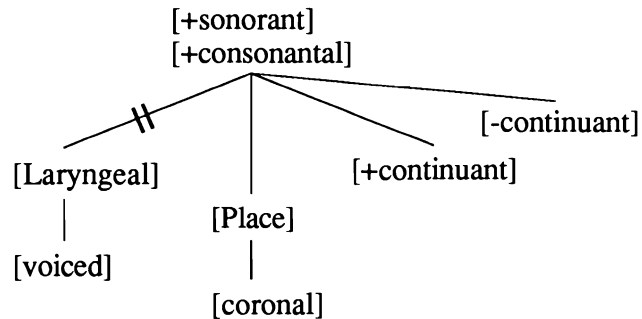 [+sonorant]
[+consonantal]
[-continuant]
[Laryngeal]
[+continuant]
[Place]
[voiced]
[coronal]